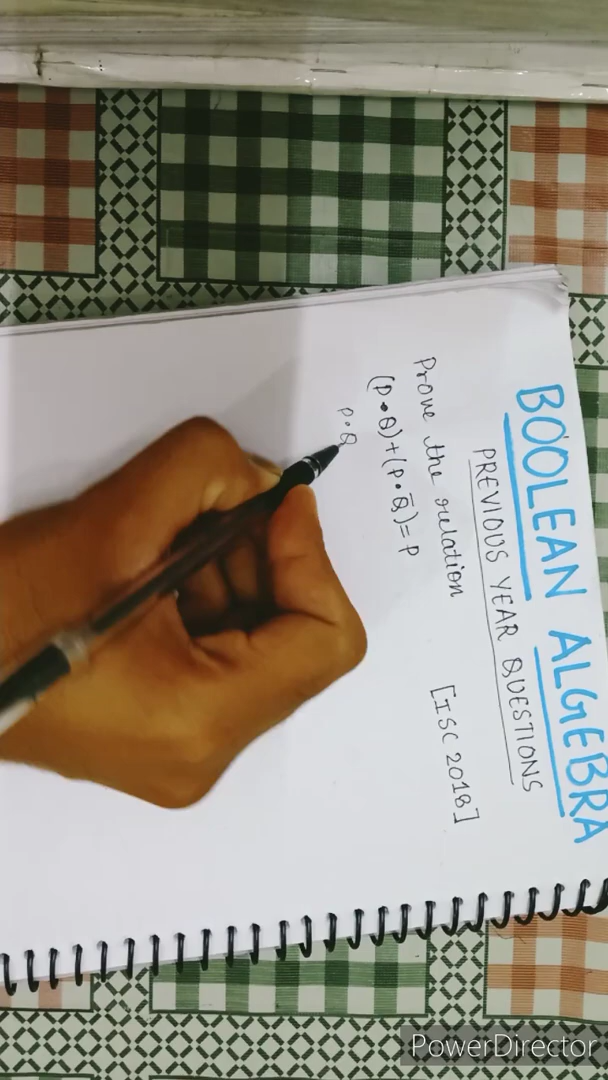 BOOLEAN ALGEBRA
PREVIOUS YEAR QUESTIONS
Prove the relation [ISC 2018]
(P•Q)+(P•Q̄)=P
P•Q
PowerDirector